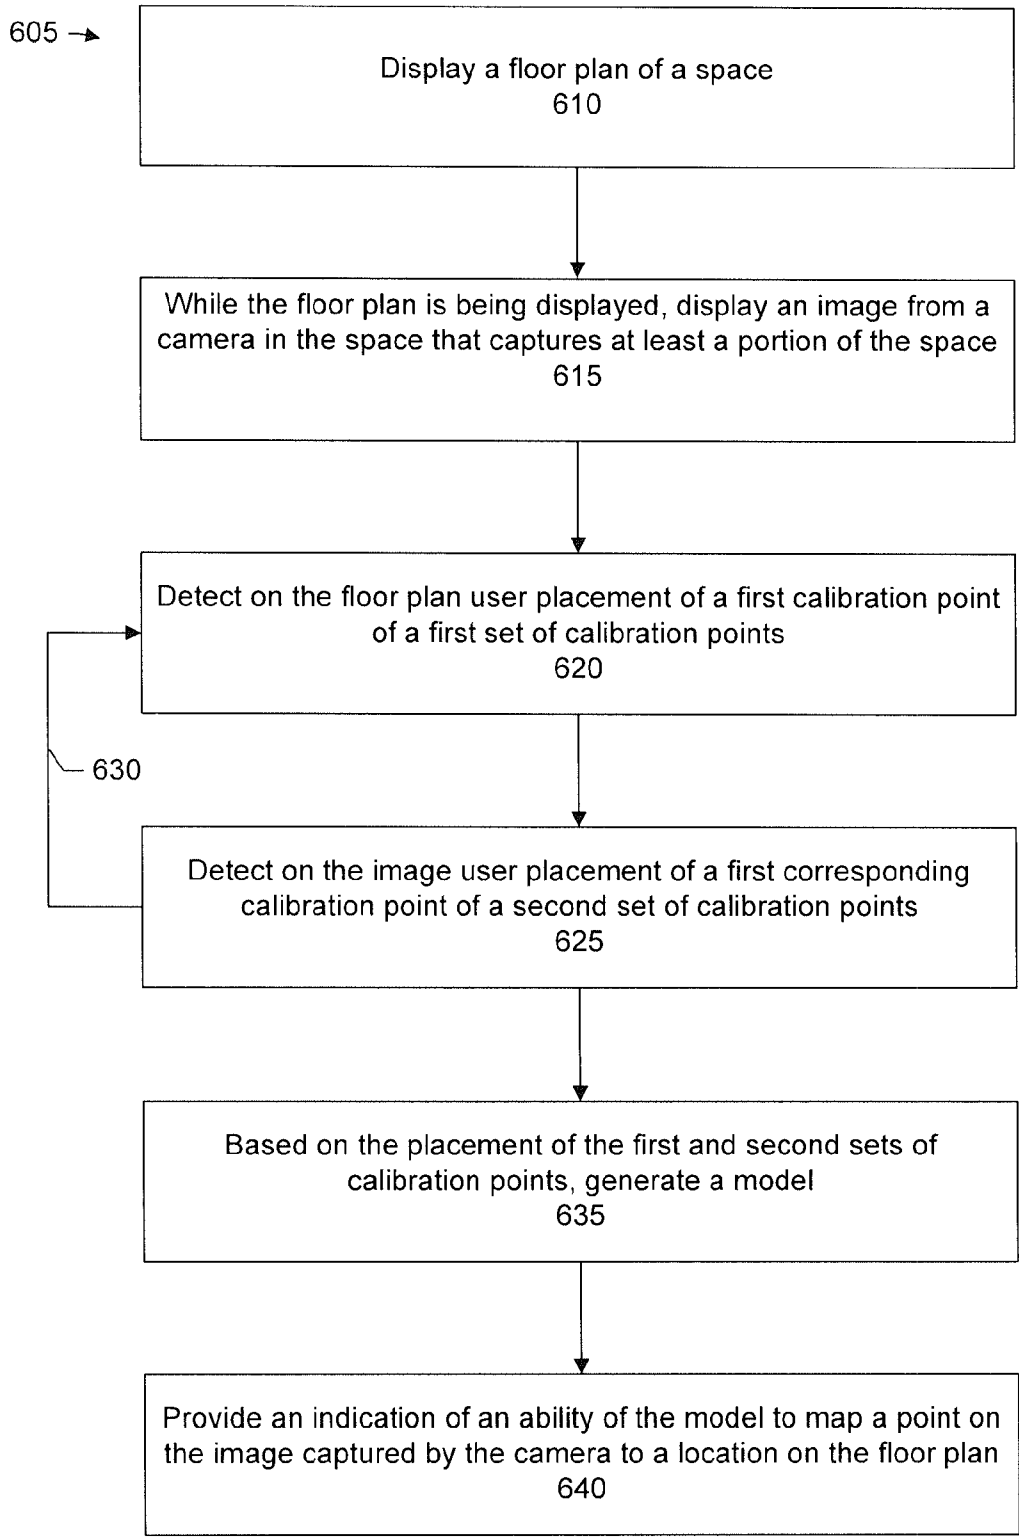 605
Display a floor plan of a space
610
While the floor plan is being displayed, display an image from a
camera in the space that captures at least a portion of the space
615
Detect on the floor plan user placement of a first calibration point
of a first set of calibration points
620
630
Detect on the image user placement of a first corresponding
calibration point of a second set of calibration points
625
Based on the placement of the first and second sets of
calibration points, generate a model
635
Provide an indication of an ability of the model to map a point on
the image captured by the camera to a location on the floor plan
640